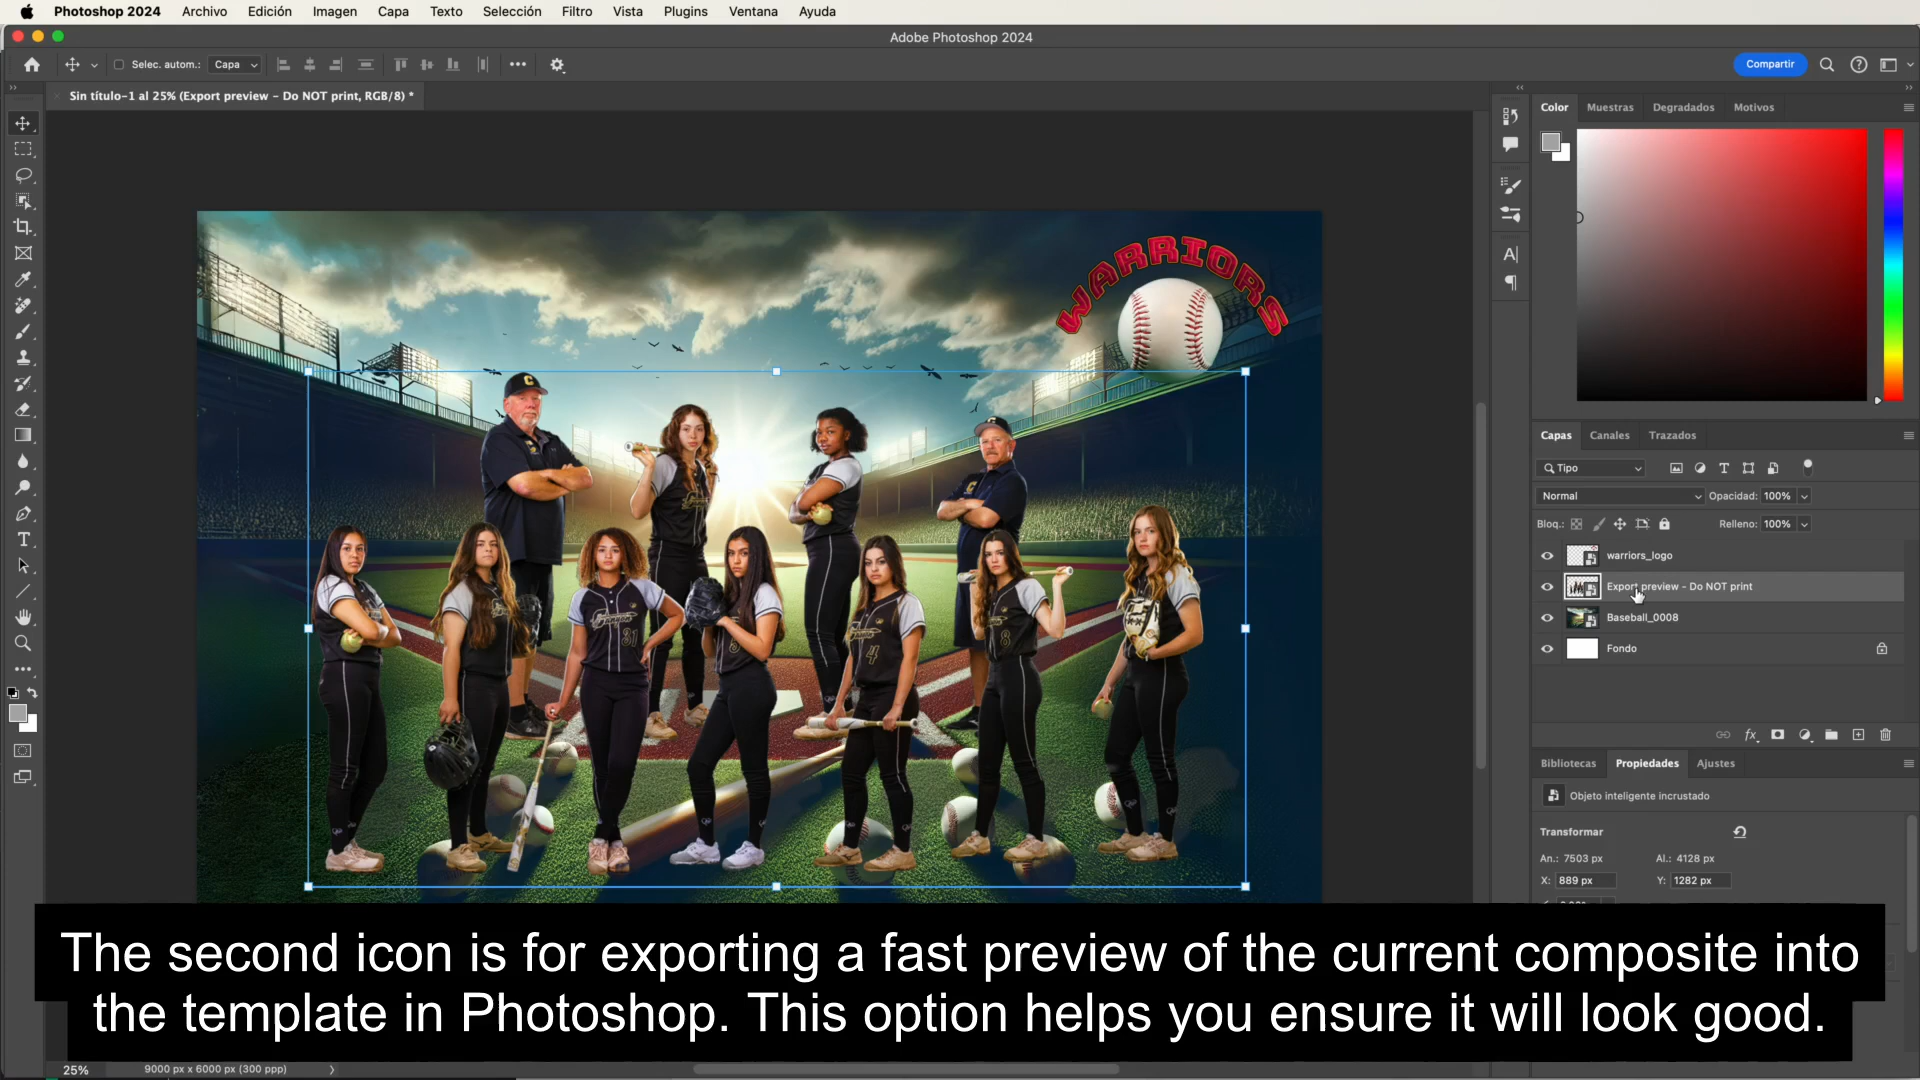 Photoshop 2024 Archivo Edición Imagen Capa Texto Selección Filtro Vista Plugins Ventana Ayuda
Adobe Photoshop 2024
Selec. autom.: Capa
Compartir
Sin título-1 al 25% (Export preview - Do NOT print, RGB/8) *
Color Muestras Degradados Motivos
WARRIORS
C
31
5
4
8
Capas Canales Trazados
Tipo
Normal Opacidad: 100%
Bloq.: Relleno: 100%
warriors_logo
Export preview - Do NOT print
Baseball_0008
Fondo
fx
Bibliotecas Propiedades Ajustes
Objeto inteligente incrustado
Transformar
An.: 7503 px Al.: 4128 px
X: 889 px Y: 1282 px
The second icon is for exporting a fast preview of the current composite into
the template in Photoshop. This option helps you ensure it will look good.
25% 9000 px x 6000 px (300 ppp)